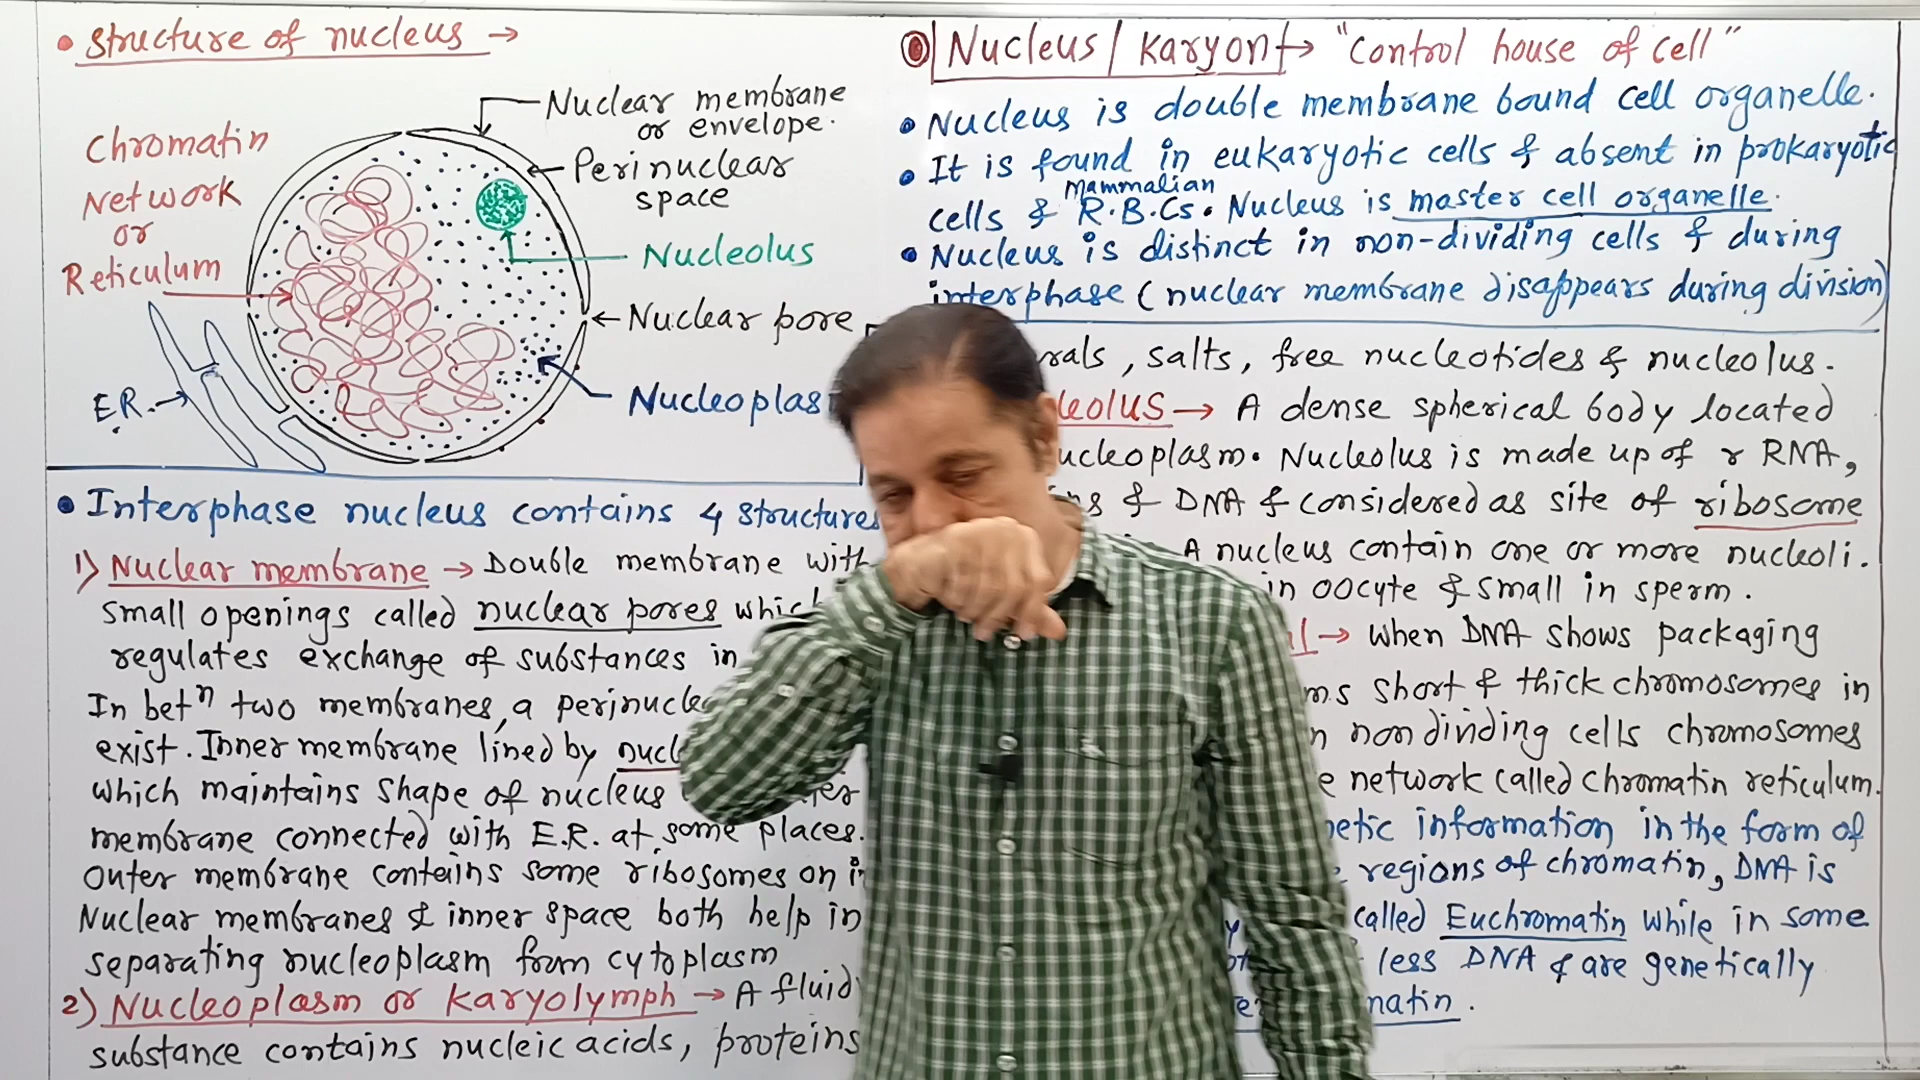 • Structure of nucleus →
Nuclear membrane
or envelope.
Perinuclear
space
Chromatin
Network
or
Reticulum
Nucleolus
Nuclear pore
E.R.
Nucleoplas
• Interphase nucleus contains 4 structures
1) Nuclear membrane → Double membrane with
small openings called nuclear pores which
regulates exchange of substances in
In betⁿ two membranes, a perinucle
exist. Inner membrane lined by nucl
which maintains shape of nucleus
membrane connected with E.R. at some places.
Outer membrane contains some ribosomes on i
Nuclear membranes & inner space both help in
separating nucleoplasm from cytoplasm
2) Nucleoplasm or Karyolymph → A fluid
substance contains nucleic acids, proteins
Nucleus / Karyon → "Control house of cell"
• Nucleus is double membrane bound cell organelle.
• It is found in eukaryotic cells & absent in prokaryotic
mammalian
cells & R.B.Cs. Nucleus is master cell organelle.
• Nucleus is distinct in non-dividing cells & during
interphase (nuclear membrane disappears during division)
rals, salts, free nucleotides & nucleolus.
leolus → A dense spherical body located
ucleoplasm. Nucleolus is made up of r RNA,
ns & DNA & considered as site of ribosome
A nucleus contain one or more nucleoli.
in oocyte & small in sperm.
al → When DNA shows packaging
ms short & thick chromosomes in
n nondinding cells chromosomes
e network called chromatin reticulum.
netic information in the form of
regions of chromatin, DNA is
called Euchromatin while in some
less DNA & are genetically
matin.